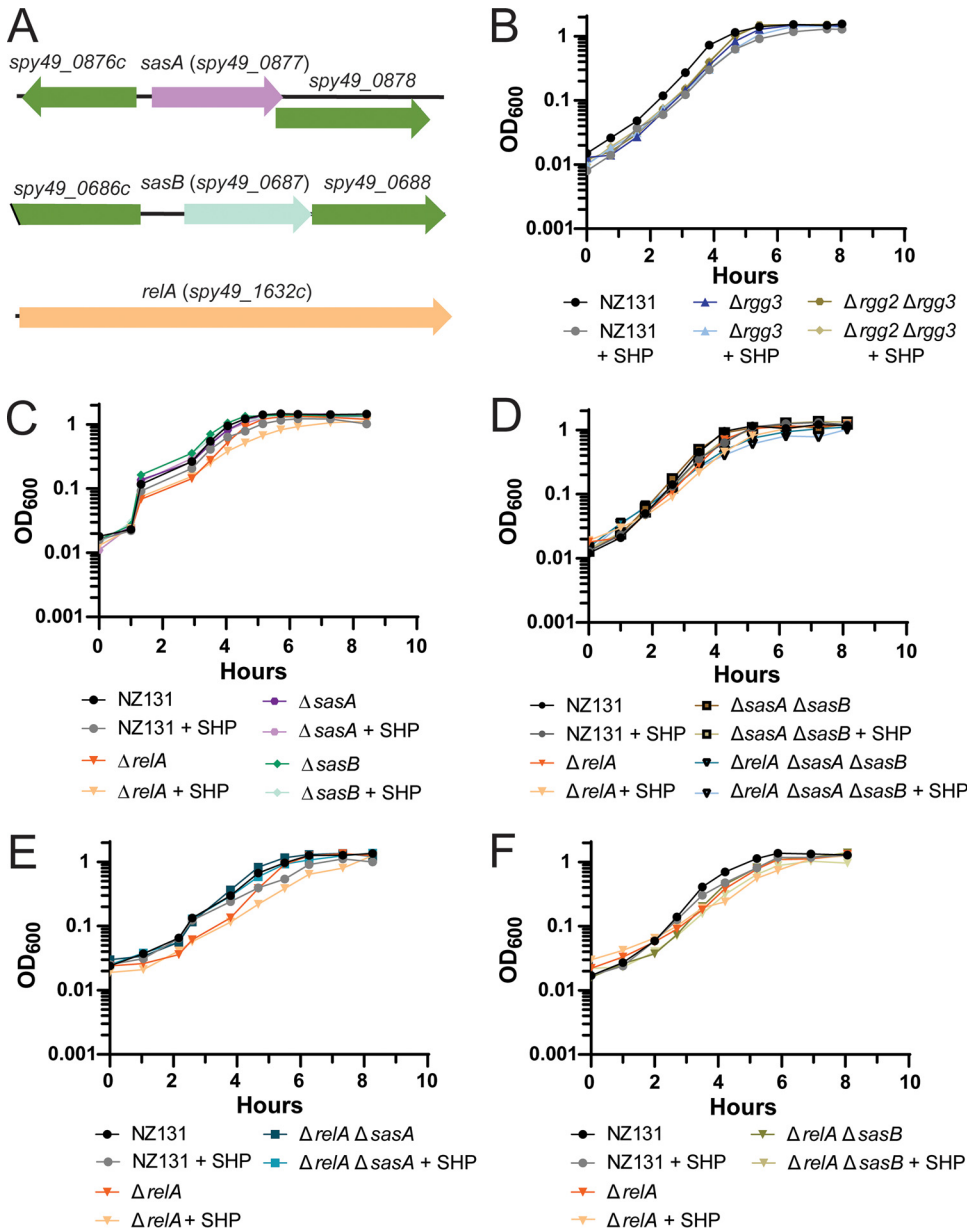 A
spy49_0876c sasA (spy49_0877) spy49_0878
spy49_0686c sasB (spy49_0687) spy49_0688
relA (spy49_1632c)
B
OD600
1
0.1
0.01
0.001
0 2 4 6 8 10
Hours
NZ131 Δrgg3 Δrgg2 Δrgg3
NZ131 Δrgg3 Δrgg2 Δrgg3
+ SHP + SHP + SHP
C
OD600
1
0.1
0.01
0.001
0 2 4 6 8 10
Hours
NZ131 ΔsasA
NZ131 + SHP ΔsasA + SHP
ΔrelA ΔsasB
ΔrelA + SHP ΔsasB + SHP
D
OD600
1
0.1
0.01
0.001
0 2 4 6 8 10
Hours
NZ131 ΔsasA ΔsasB
NZ131 + SHP ΔsasA ΔsasB + SHP
ΔrelA ΔrelA ΔsasA ΔsasB
ΔrelA + SHP ΔrelA ΔsasA ΔsasB + SHP
E
OD600
1
0.1
0.01
0.001
0 2 4 6 8 10
Hours
NZ131 ΔrelA ΔsasA
NZ131 + SHP ΔrelA ΔsasA + SHP
ΔrelA
ΔrelA + SHP
F
OD600
1
0.1
0.01
0.001
0 2 4 6 8 10
Hours
NZ131 ΔrelA ΔsasB
NZ131 + SHP ΔrelA ΔsasB + SHP
ΔrelA
ΔrelA + SHP